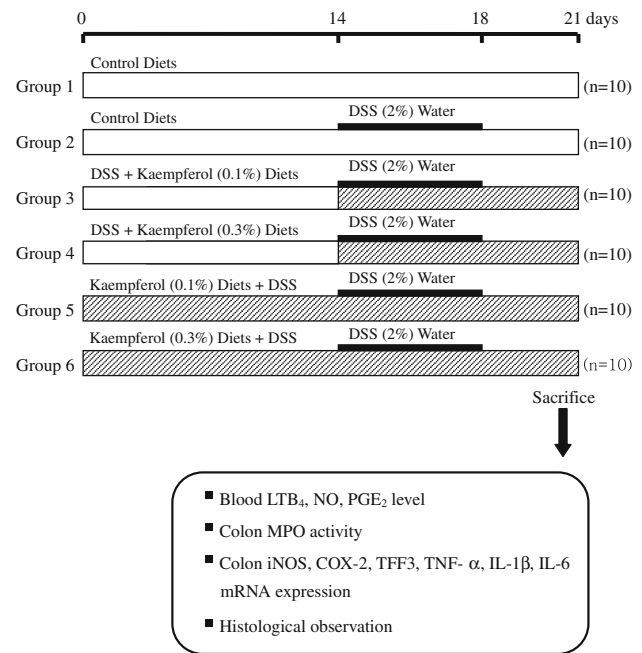 0 14 18 21 days
Control Diets
Group 1 (n=10)
Control Diets DSS (2%) Water
Group 2 (n=10)
DSS + Kaempferol (0.1%) Diets DSS (2%) Water
Group 3 (n=10)
DSS + Kaempferol (0.3%) Diets DSS (2%) Water
Group 4 (n=10)
Kaempferol (0.1%) Diets + DSS DSS (2%) Water
Group 5 (n=10)
Kaempferol (0.3%) Diets + DSS DSS (2%) Water
Group 6 (n=10)
Sacrifice
■ Blood LTB₄, NO, PGE₂ level
■ Colon MPO activity
■ Colon iNOS, COX-2, TFF3, TNF- α, IL-1β, IL-6
mRNA expression
■ Histological observation